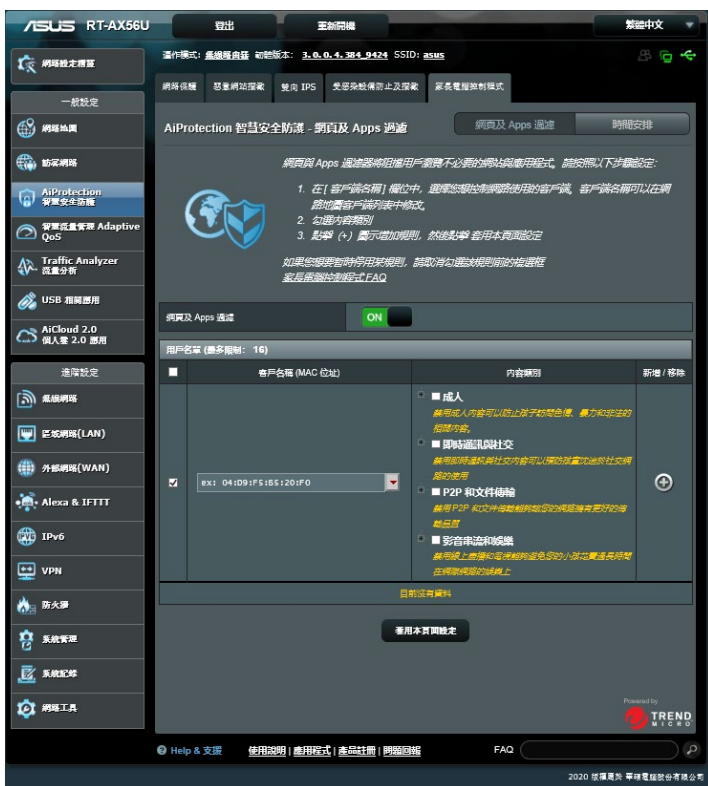 ASUS RT-AX56U 登出 重新開機 繁體中文
操作模式: 無線路由器 韌體版本: 3.0.0.4.384_9424 SSID: asus
網路設定精靈
網路保護 惡意網站攔截 雙向 IPS 受感染設備防止及攔截 家長電腦控制程式
一般設定
網路地圖
訪客網路
AiProtection
智慧安全防護
智慧流量管理 Adaptive
QoS
Traffic Analyzer
流量分析
USB 相關應用
AiCloud 2.0
個人雲 2.0 應用
進階設定
無線網路
區域網路(LAN)
外部網路(WAN)
Alexa & IFTTT
IPv6
VPN
防火牆
系統管理
系統記錄
網路工具
AiProtection 智慧安全防護 - 網頁及 Apps 過濾
網頁及 Apps 過濾 時間安排
網頁與 Apps 過濾器將阻擋用戶瀏覽不必要的網站與應用程式，請按照以下步驟設定:
1. 在 [ 客戶端名稱] 欄位中，選擇您想控制網路使用的客戶端，客戶端名稱可以在網
路地圖客戶端列表中修改。
2. 勾選內容類別
3. 點擊 (+) 圖示增加規則，然後點擊 套用本頁面設定
如果您想要暫時停用某規則，請取消勾選該規則前的核選框
家長電腦控制程式 FAQ
網頁及 Apps 過濾 ON
用戶名單 (最多限制: 16)
客戶名稱 (MAC 位址) 內容類別 新增 / 移除
ex: 04:D9:F5:B5:20:F0
成人
禁用成人內容可以防止孩子訪問色情、暴力和非法的
相關內容。
即時通訊與社交
禁用即時通訊與社交內容可以預防孩童沈迷於社交網
路的使用
P2P 和文件傳輸
禁用 P2P 和文件傳輸能夠給您的網路擁有更好的傳
輸品質
影音串流和娛樂
禁用線上直播和電視能夠避免您的小孩花費過長時間
在網際網路的娛樂上
目前沒有資料
套用本頁面設定
Powered by
TREND
MICRO
Help & 支援 使用說明 | 應用程式 | 產品註冊 | 問題回報 FAQ
2020 版權屬於 華碩電腦股份有限公司